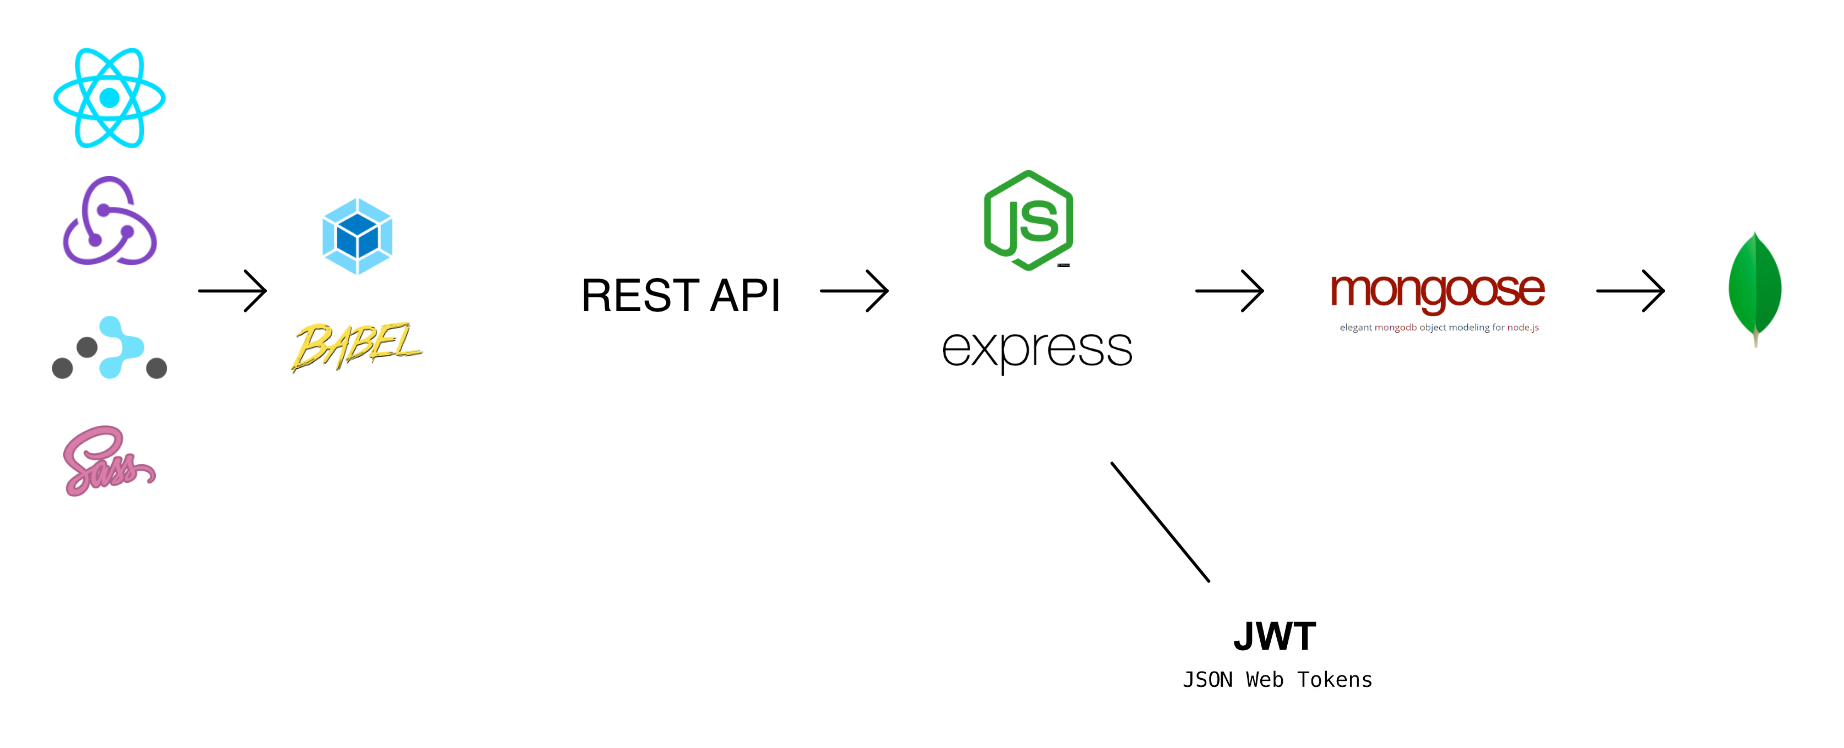 Sass
BABEL
REST API
JS
express
mongoose
elegant mongodb object modeling for node.js
JWT
JSON Web Tokens